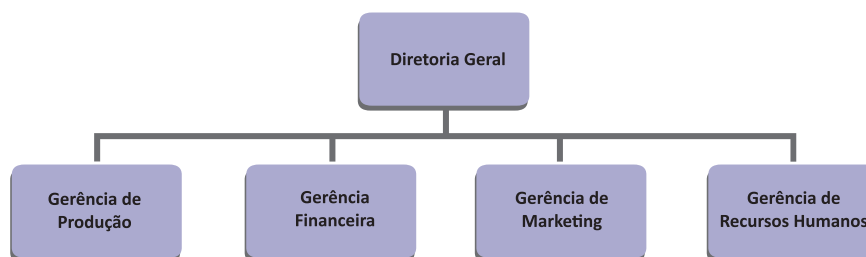 Diretoria Geral
Gerência de
Produção
Gerência
Financeira
Gerência de
Marketing
Gerência de
Recursos Humanos